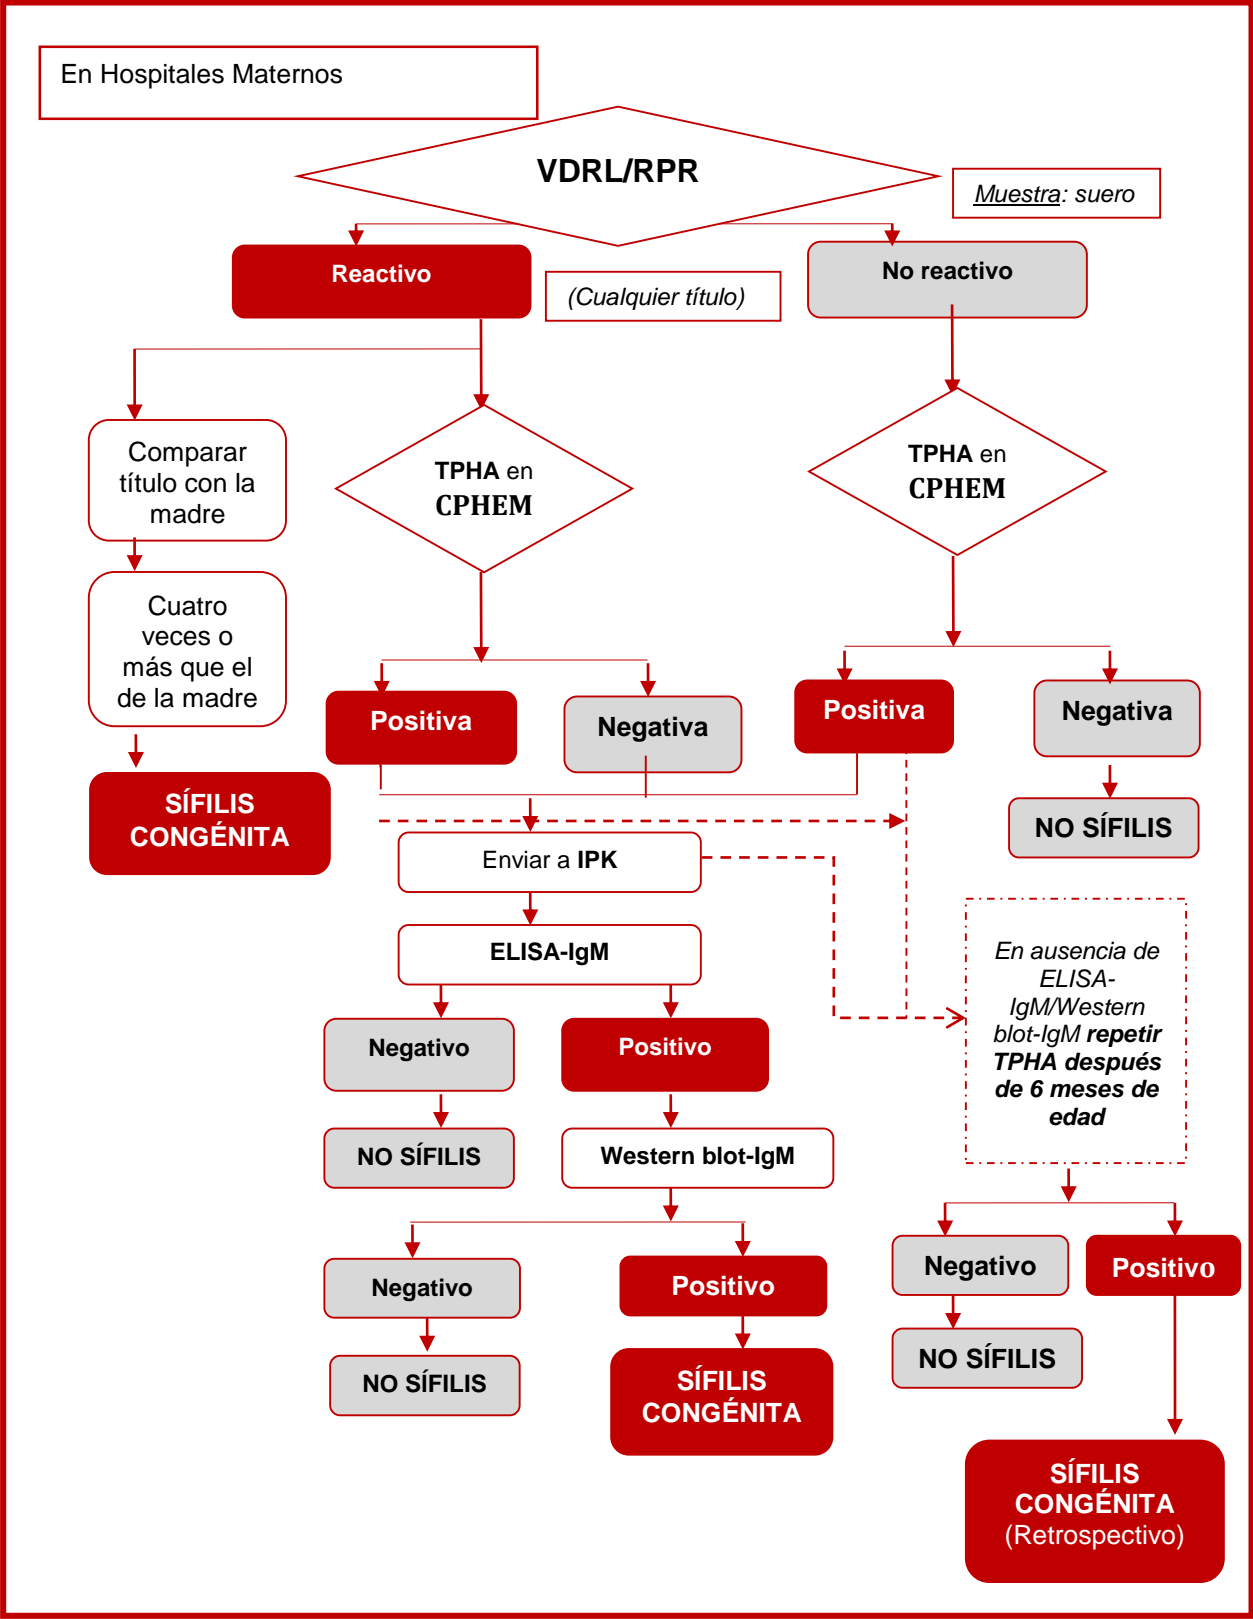 En Hospitales Maternos
VDRL/RPR
Muestra: suero
Reactivo
(Cualquier título)
No reactivo
Comparar
título con la
madre
TPHA en
CPHEM
TPHA en
CPHEM
Cuatro
veces o
más que el
de la madre
Positiva
Negativa
Positiva
Negativa
SÍFILIS
CONGÉNITA
NO SÍFILIS
Enviar a IPK
ELISA-IgM
En ausencia de
ELISA-
IgM/Western
blot-IgM repetir
TPHA después
de 6 meses de
edad
Negativo
Positivo
NO SÍFILIS
Western blot-IgM
Negativo
Positivo
Negativo
Positivo
NO SÍFILIS
SÍFILIS
CONGÉNITA
NO SÍFILIS
SÍFILIS
CONGÉNITA
(Retrospectivo)